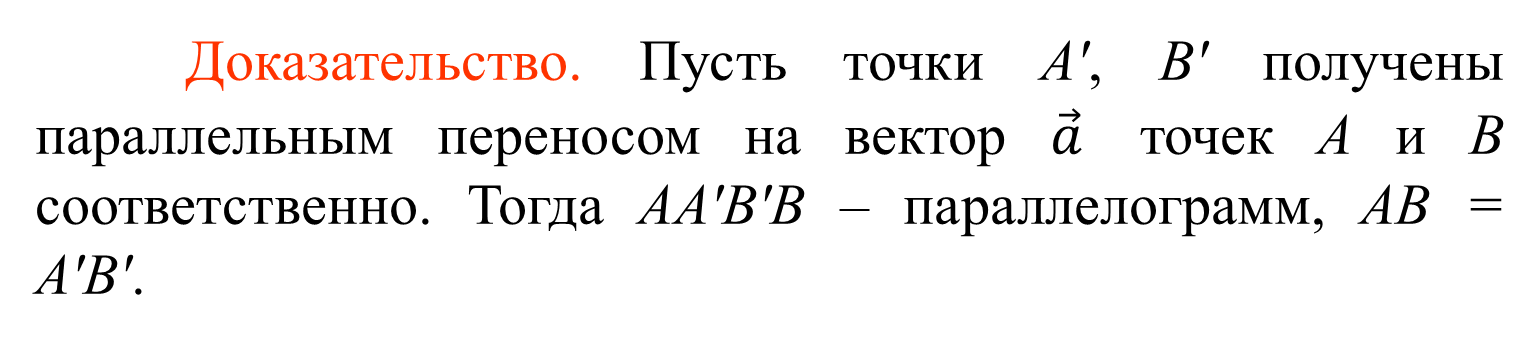 Доказательство. Пусть точки A', B' получены
параллельным переносом на вектор a⃗ точек A и B
соответственно. Тогда AA'B'B – параллелограмм, AB =
A'B'.